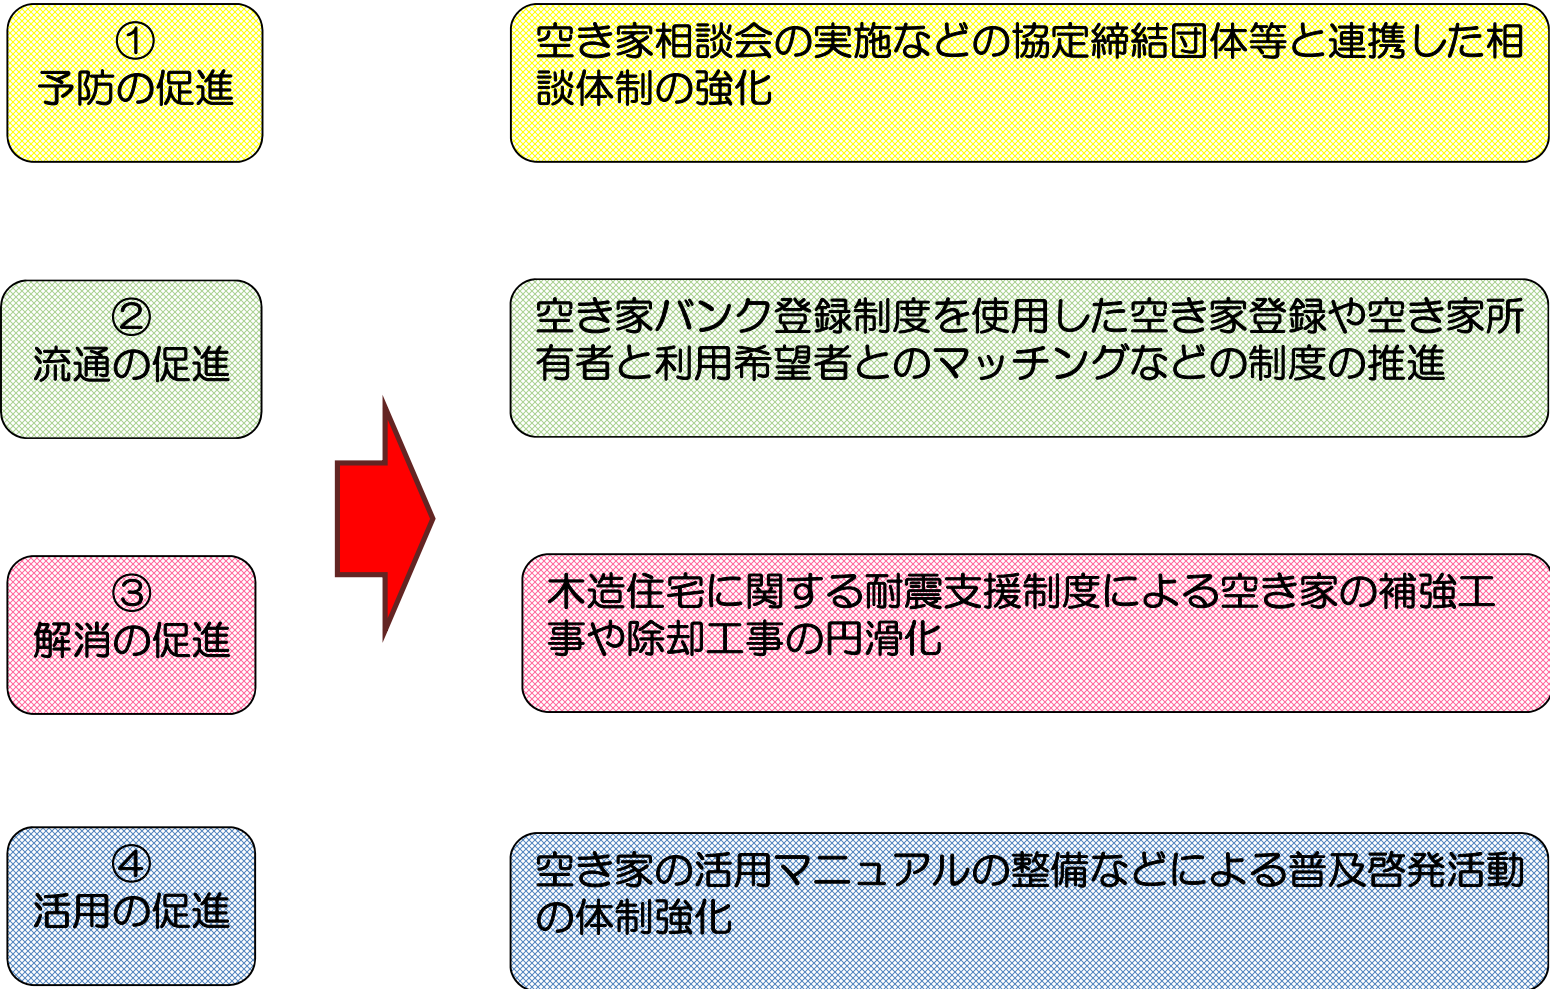 ①
予防の促進
空き家相談会の実施などの協定締結団体等と連携した相
談体制の強化
②
流通の促進
空き家バンク登録制度を使用した空き家登録や空き家所
有者と利用希望者とのマッチングなどの制度の推進
③
解消の促進
木造住宅に関する耐震支援制度による空き家の補強工
事や除却工事の円滑化
④
活用の促進
空き家の活用マニュアルの整備などによる普及啓発活動
の体制強化